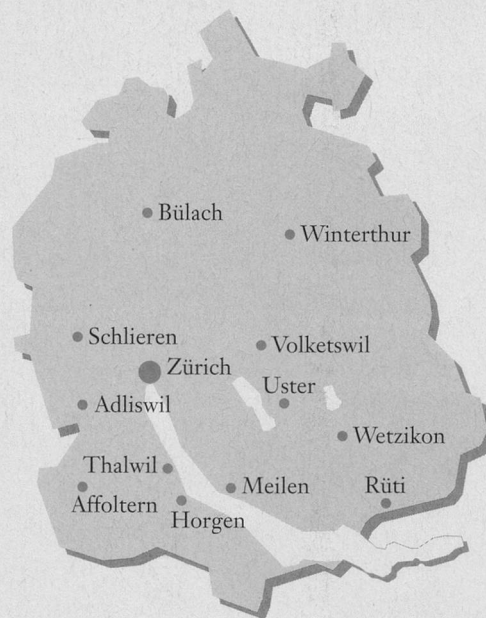 Bülach
Winterthur
Schlieren
Volketswil
Zürich
Uster
Adliswil
Wetzikon
Thalwil
Meilen
Rüti
Affoltern
Horgen